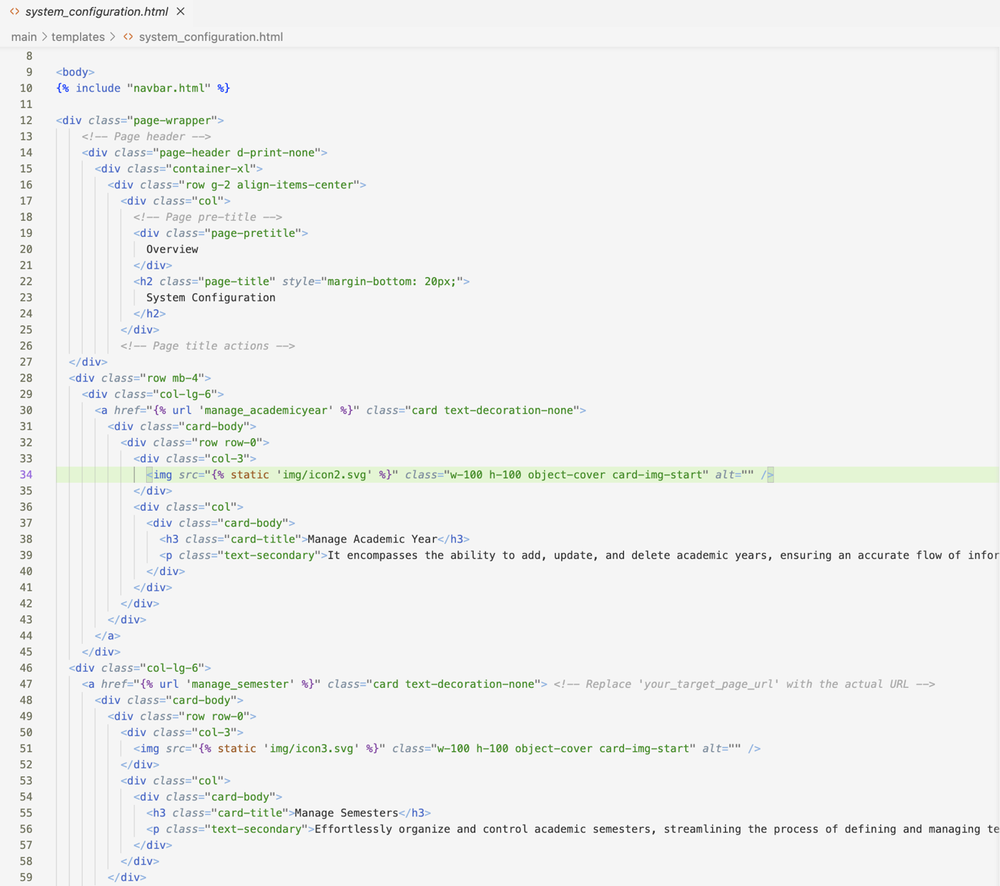 system_configuration.html
main > templates > system_configuration.html
8
9 <body>
10 {% include "navbar.html" %}
11
12 <div class="page-wrapper">
13 <!-- Page header -->
14 <div class="page-header d-print-none">
15 <div class="container-xl">
16 <div class="row g-2 align-items-center">
17 <div class="col">
18 <!-- Page pre-title -->
19 <div class="page-pretitle">
20 Overview
21 </div>
22 <h2 class="page-title" style="margin-bottom: 20px;">
23 System Configuration
24 </h2>
25 </div>
26 <!-- Page title actions -->
27 </div>
28 <div class="row mb-4">
29 <div class="col-lg-6">
30 <a href="{% url 'manage_academicyear' %}" class="card text-decoration-none">
31 <div class="card-body">
32 <div class="row row-0">
33 <div class="col-3">
34 <img src="{% static 'img/icon2.svg' %}" class="w-100 h-100 object-cover card-img-start" alt="" />
35 </div>
36 <div class="col">
37 <div class="card-body">
38 <h3 class="card-title">Manage Academic Year</h3>
39 <p class="text-secondary">It encompasses the ability to add, update, and delete academic years, ensuring an accurate flow of infor
40 </div>
41 </div>
42 </div>
43 </div>
44 </a>
45 </div>
46 <div class="col-lg-6">
47 <a href="{% url 'manage_semester' %}" class="card text-decoration-none"> <!-- Replace 'your_target_page_url' with the actual URL -->
48 <div class="card-body">
49 <div class="row row-0">
50 <div class="col-3">
51 <img src="{% static 'img/icon3.svg' %}" class="w-100 h-100 object-cover card-img-start" alt="" />
52 </div>
53 <div class="col">
54 <div class="card-body">
55 <h3 class="card-title">Manage Semesters</h3>
56 <p class="text-secondary">Effortlessly organize and control academic semesters, streamlining the process of defining and managing te
57 </div>
58 </div>
59 </div>